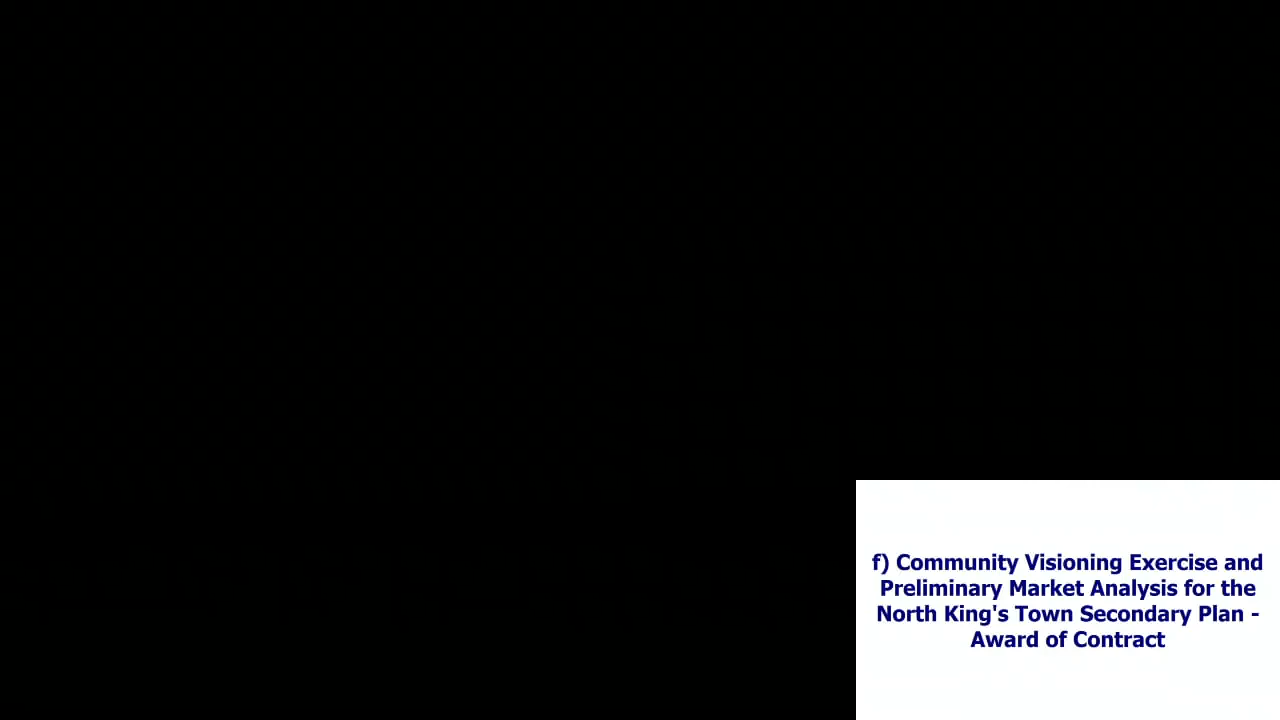 f) Community Visioning Exercise and
Preliminary Market Analysis for the
North King's Town Secondary Plan -
Award of Contract